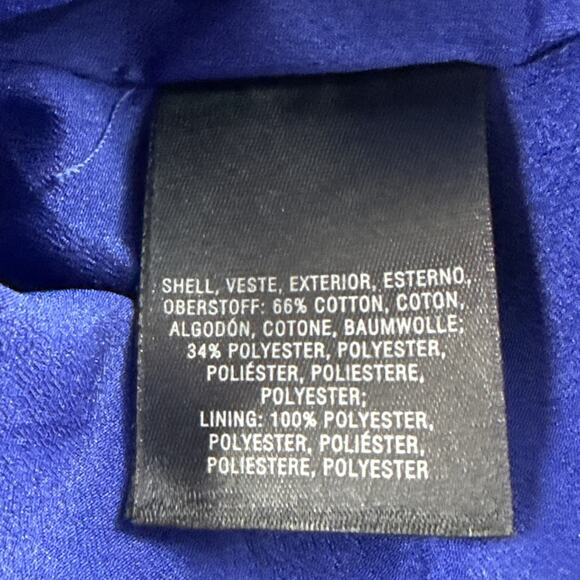 SHELL, VESTE, EXTERIOR, ESTERNO,
OBERSTOFF: 66% COTTON, COTON,
ALGODÓN, COTONE, BAUMWOLLE;
34% POLYESTER, POLYESTER,
POLIÉSTER, POLIESTERE,
POLYESTER;
LINING: 100% POLYESTER,
POLYESTER, POLIÉSTER,
POLIESTERE, POLYESTER